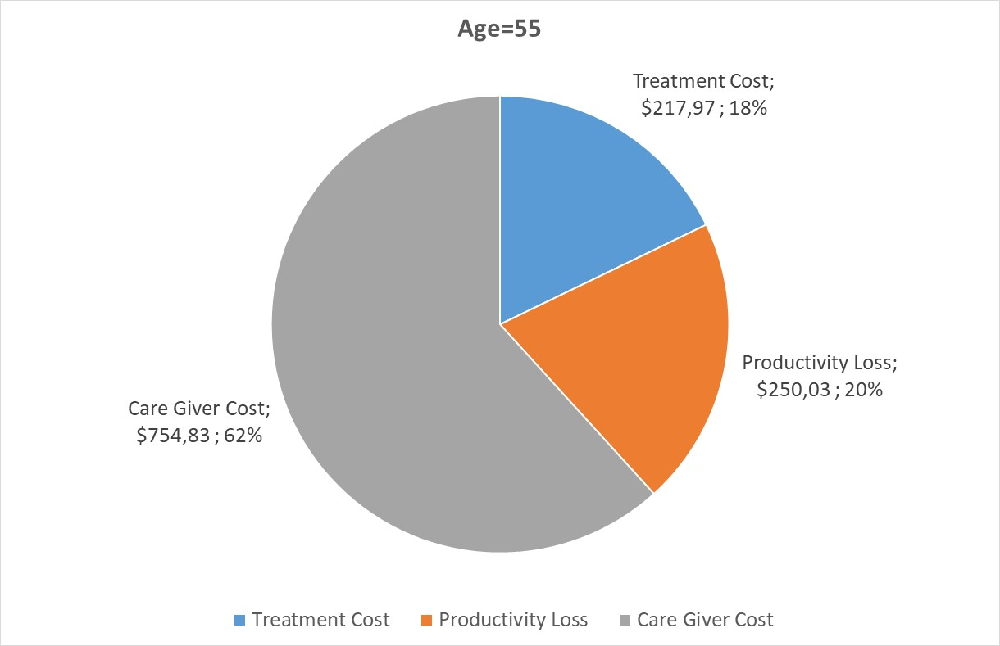 Age=55
Treatment Cost;
$217,97 ; 18%
Productivity Loss;
$250,03 ; 20%
Care Giver Cost;
$754,83 ; 62%
Treatment Cost Productivity Loss Care Giver Cost